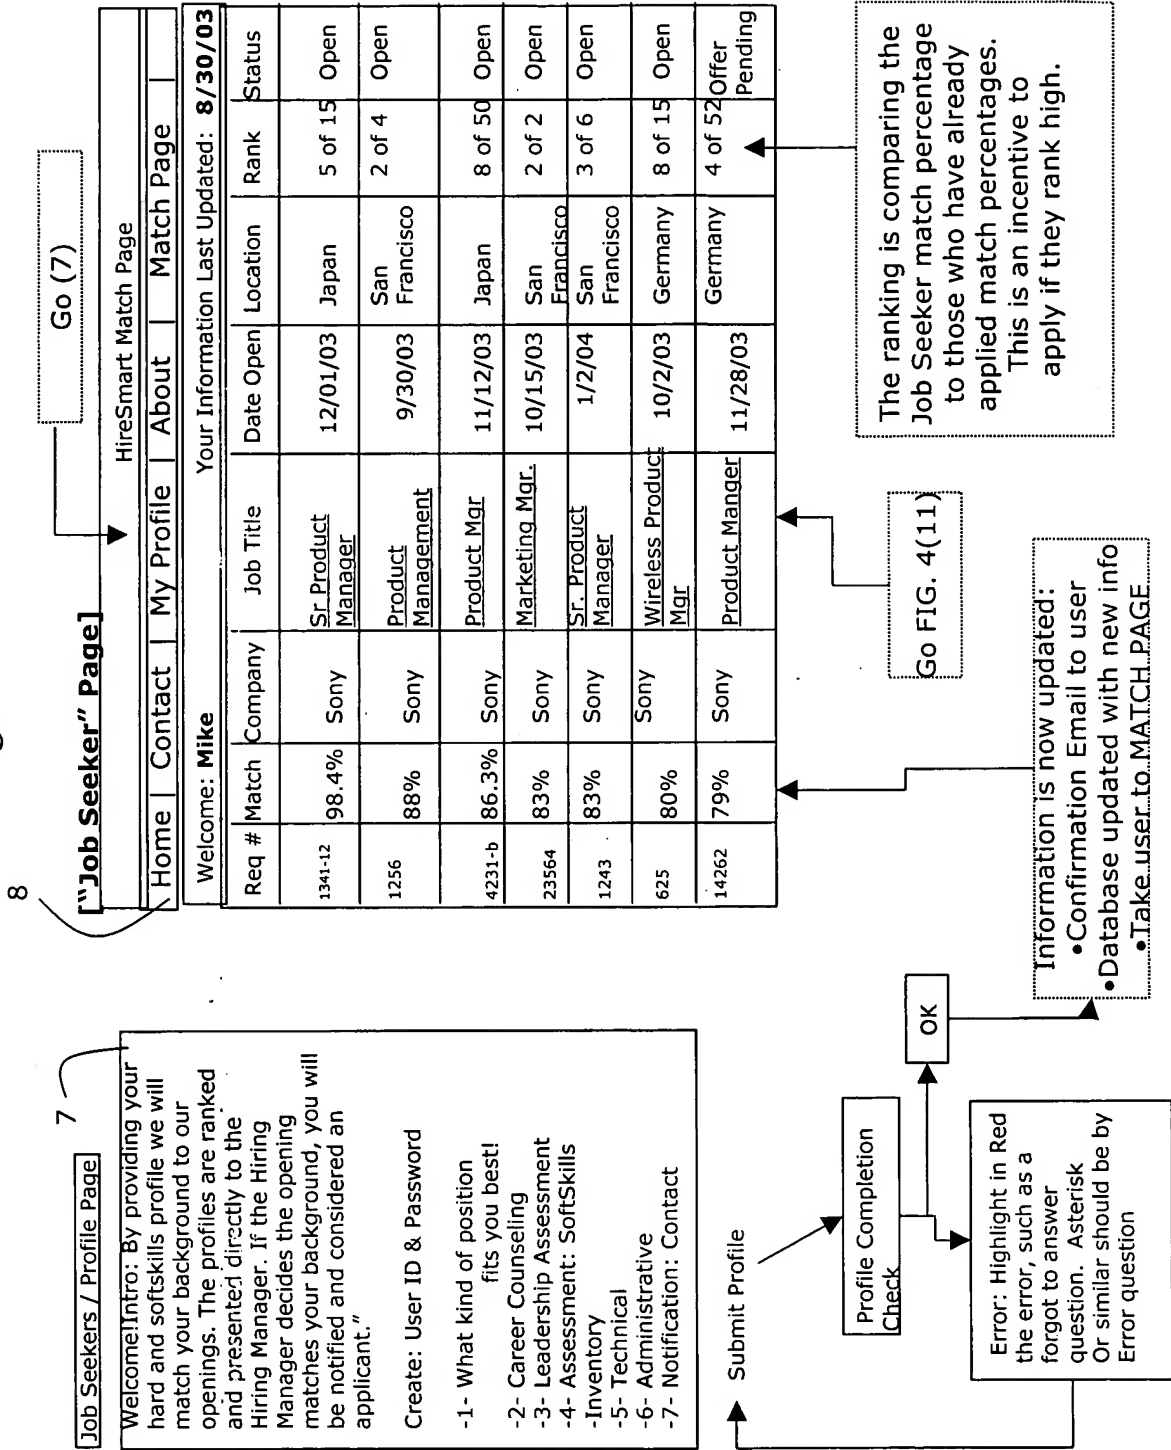 Go (7)
8
["Job Seeker" Page]
HireSmart Match Page
Home | Contact | My Profile | About | Match Page |
Welcome: Mike Your Information Last Updated: 8/30/03
Req # Match Company Job Title Date Open Location Rank Status
1341-12 98.4% Sony Sr Product Manager 12/01/03 Japan 5 of 15 Open
1256 88% Sony Product Management 9/30/03 San Francisco 2 of 4 Open
4231-b 86.3% Sony Product Mgr 11/12/03 Japan 8 of 50 Open
23564 83% Sony Marketing Mgr. 10/15/03 San Francisco 2 of 2 Open
1243 83% Sony Sr. Product Manager 1/2/04 San Francisco 3 of 6 Open
625 80% Sony Wireless Product Mgr 10/2/03 Germany 8 of 15 Open
14262 79% Sony Product Manger 11/28/03 Germany 4 of 52 Offer Pending
The ranking is comparing the
Job Seeker match percentage
to those who have already
applied match percentages.
This is an incentive to
apply if they rank high.
Go FIG. 4(11)
Information is now updated:
•Confirmation Email to user
•Database updated with new info
•Take user to MATCH PAGE
7
Job Seekers / Profile Page
Welcome!Intro: By providing your
hard and softskills profile we will
match your background to our
openings. The profiles are ranked
and presented directly to the
Hiring Manager. If the Hiring
Manager decides the opening
matches your background, you will
be notified and considered an
applicant."
Create: User ID & Password
-1- What kind of position
fits you best!
-2- Career Counseling
-3- Leadership Assessment
-4- Assessment: SoftSkills
-Inventory
-5- Technical
-6- Administrative
-7- Notification: Contact
Submit Profile
Profile Completion
Check
OK
Error: Highlight in Red
the error, such as a
forgot to answer
question. Asterisk
Or similar should be by
Error question